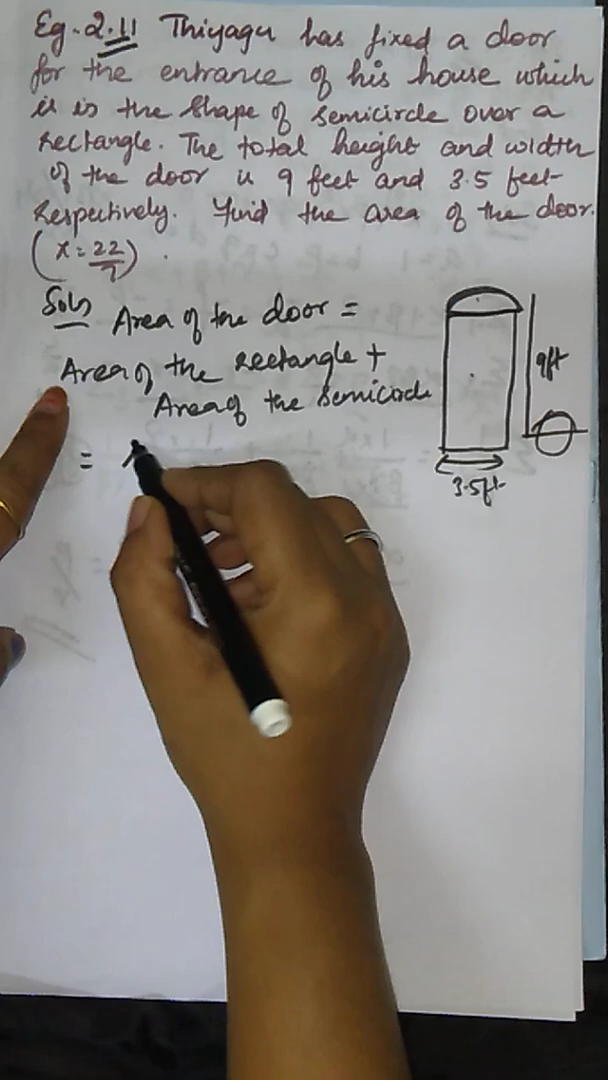 Eg. 2.11 Thiyagu has fixed a door
for the entrance of his house which
is is the shape of semicircle over a
rectangle. The total height and width
of the door is 9 feet and 3.5 feet
respectively. Find the area of the door.
(x = 22/7).
Soln Area of the door =
Area of the rectangle +
Area of the semicircle
9ft
=
3.5ft.